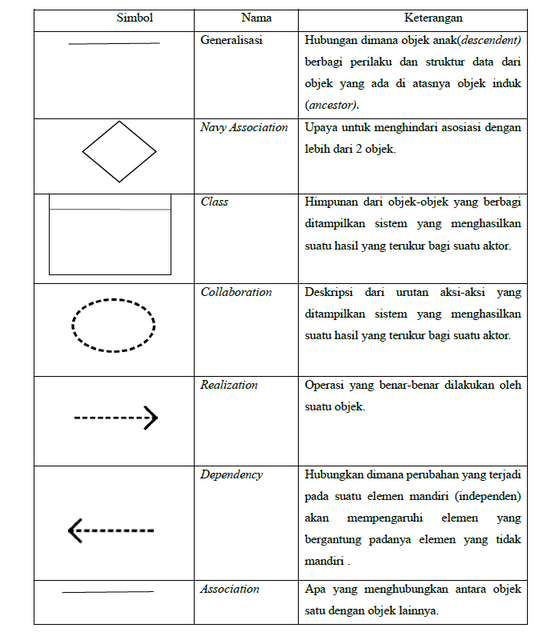 Simbol Nama Keterangan
Generalisasi
Hubungan dimana objek anak(descendent)
berbagi perilaku dan struktur data dari
objek yang ada di atasnya objek induk
(ancestor).
Navy Association
Upaya untuk menghindari asosiasi dengan
lebih dari 2 objek.
Class
Himpunan dari objek-objek yang berbagi
ditampilkan sistem yang menghasilkan
suatu hasil yang terukur bagi suatu aktor.
Collaboration
Deskripsi dari urutan aksi-aksi yang
ditampilkan sistem yang menghasilkan
suatu hasil yang terukur bagi suatu aktor.
Realization
Operasi yang benar-benar dilakukan oleh
suatu objek.
Dependency
Hubungkan dimana perubahan yang terjadi
pada suatu elemen mandiri (independen)
akan mempengaruhi elemen yang
bergantung padanya elemen yang tidak
mandiri .
Association
Apa yang menghubungkan antara objek
satu dengan objek lainnya.